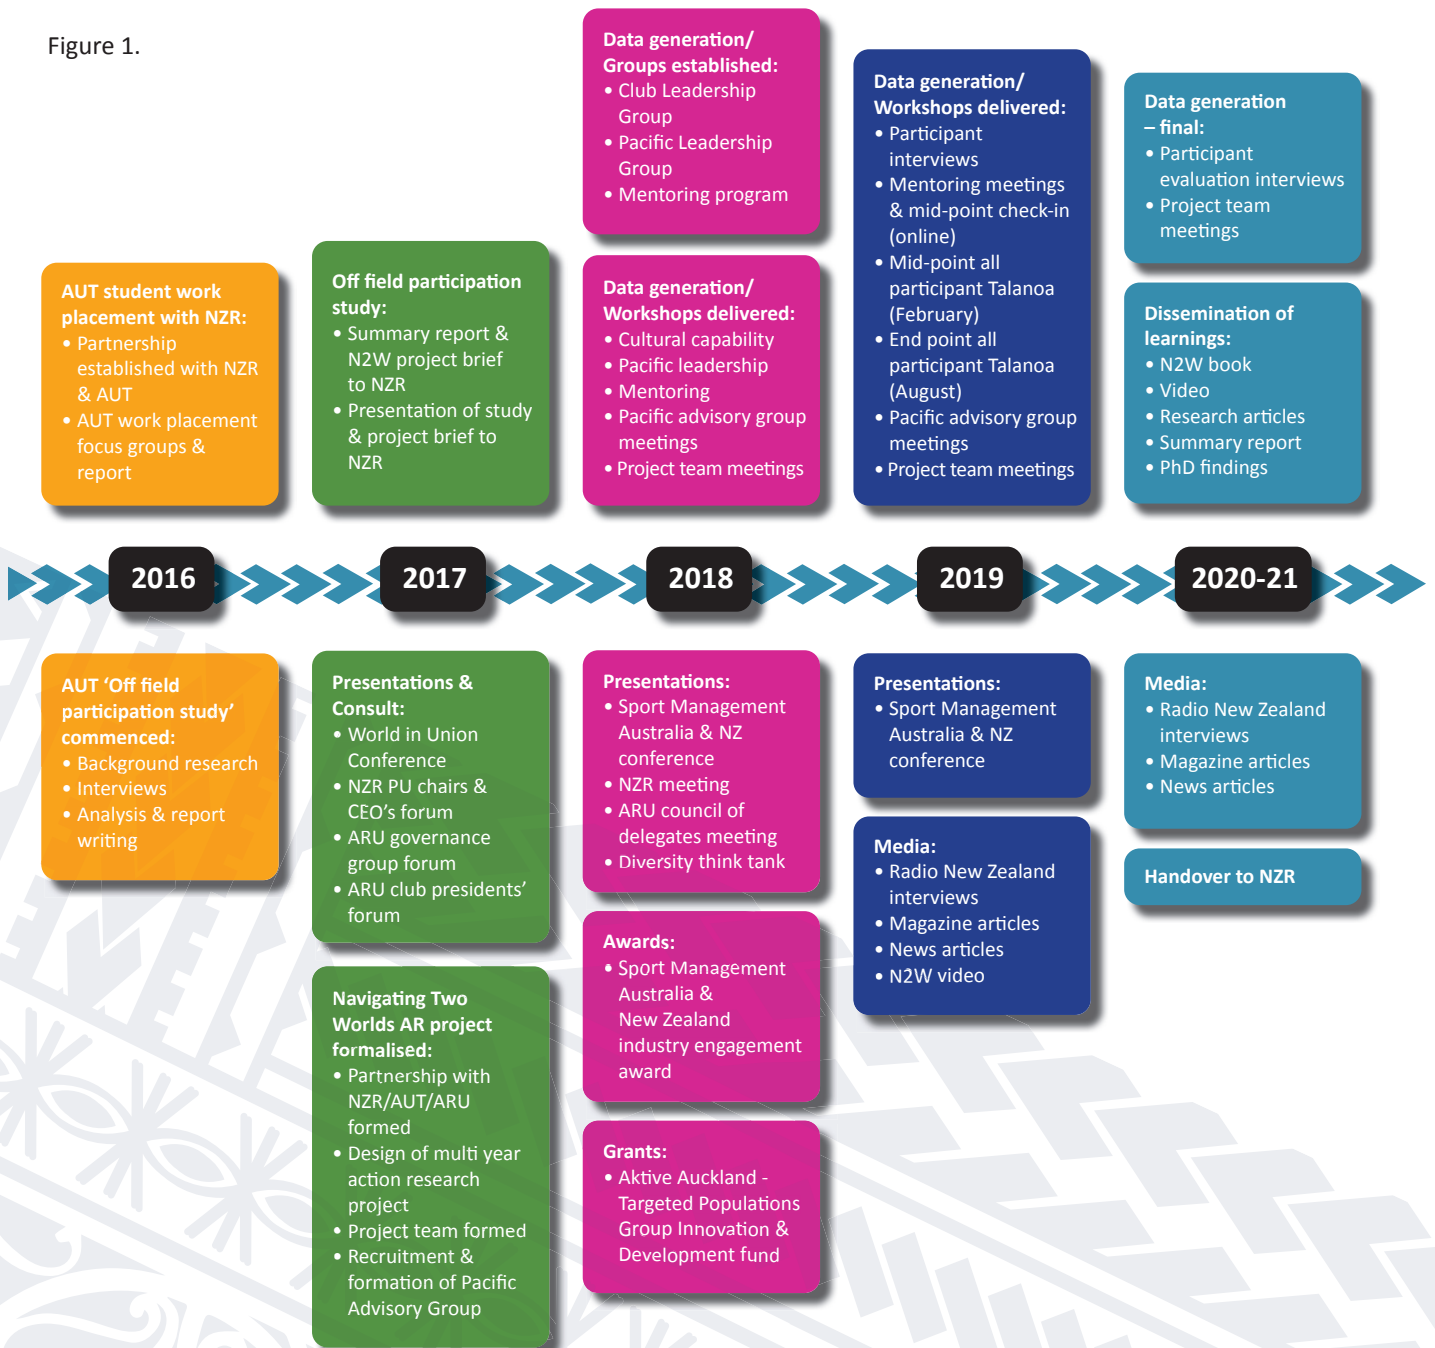 Figure 1.
AUT student work
placement with NZR:
• Partnership
established with NZR
& AUT
• AUT work placement
focus groups &
report
Off field participation
study:
• Summary report &
N2W project brief
to NZR
• Presentation of study
& project brief to
NZR
Data generation/
Groups established:
• Club Leadership
Group
• Pacific Leadership
Group
• Mentoring program
Data generation/
Workshops delivered:
• Cultural capability
• Pacific leadership
• Mentoring
• Pacific advisory group
meetings
• Project team meetings
Data generation/
Workshops delivered:
• Participant
interviews
• Mentoring meetings
& mid-point check-in
(online)
• Mid-point all
participant Talanoa
(February)
• End point all
participant Talanoa
(August)
• Pacific advisory group
meetings
• Project team meetings
Data generation
– final:
• Participant
evaluation interviews
• Project team
meetings
Dissemination of
learnings:
• N2W book
• Video
• Research articles
• Summary report
• PhD findings
2016
2017
2018
2019
2020-21
AUT ‘Off field
participation study’
commenced:
• Background research
• Interviews
• Analysis & report
writing
Presentations &
Consult:
• World in Union
Conference
• NZR PU chairs &
CEO’s forum
• ARU governance
group forum
• ARU club presidents’
forum
Navigating Two
Worlds AR project
formalised:
• Partnership with
NZR/AUT/ARU
formed
• Design of multi year
action research
project
• Project team formed
• Recruitment &
formation of Pacific
Advisory Group
Presentations:
• Sport Management
Australia & NZ
conference
• NZR meeting
• ARU council of
delegates meeting
• Diversity think tank
Awards:
• Sport Management
Australia &
New Zealand
industry engagement
award
Grants:
• Aktive Auckland -
Targeted Populations
Group Innovation &
Development fund
Presentations:
• Sport Management
Australia & NZ
conference
Media:
• Radio New Zealand
interviews
• Magazine articles
• News articles
• N2W video
Media:
• Radio New Zealand
interviews
• Magazine articles
• News articles
Handover to NZR